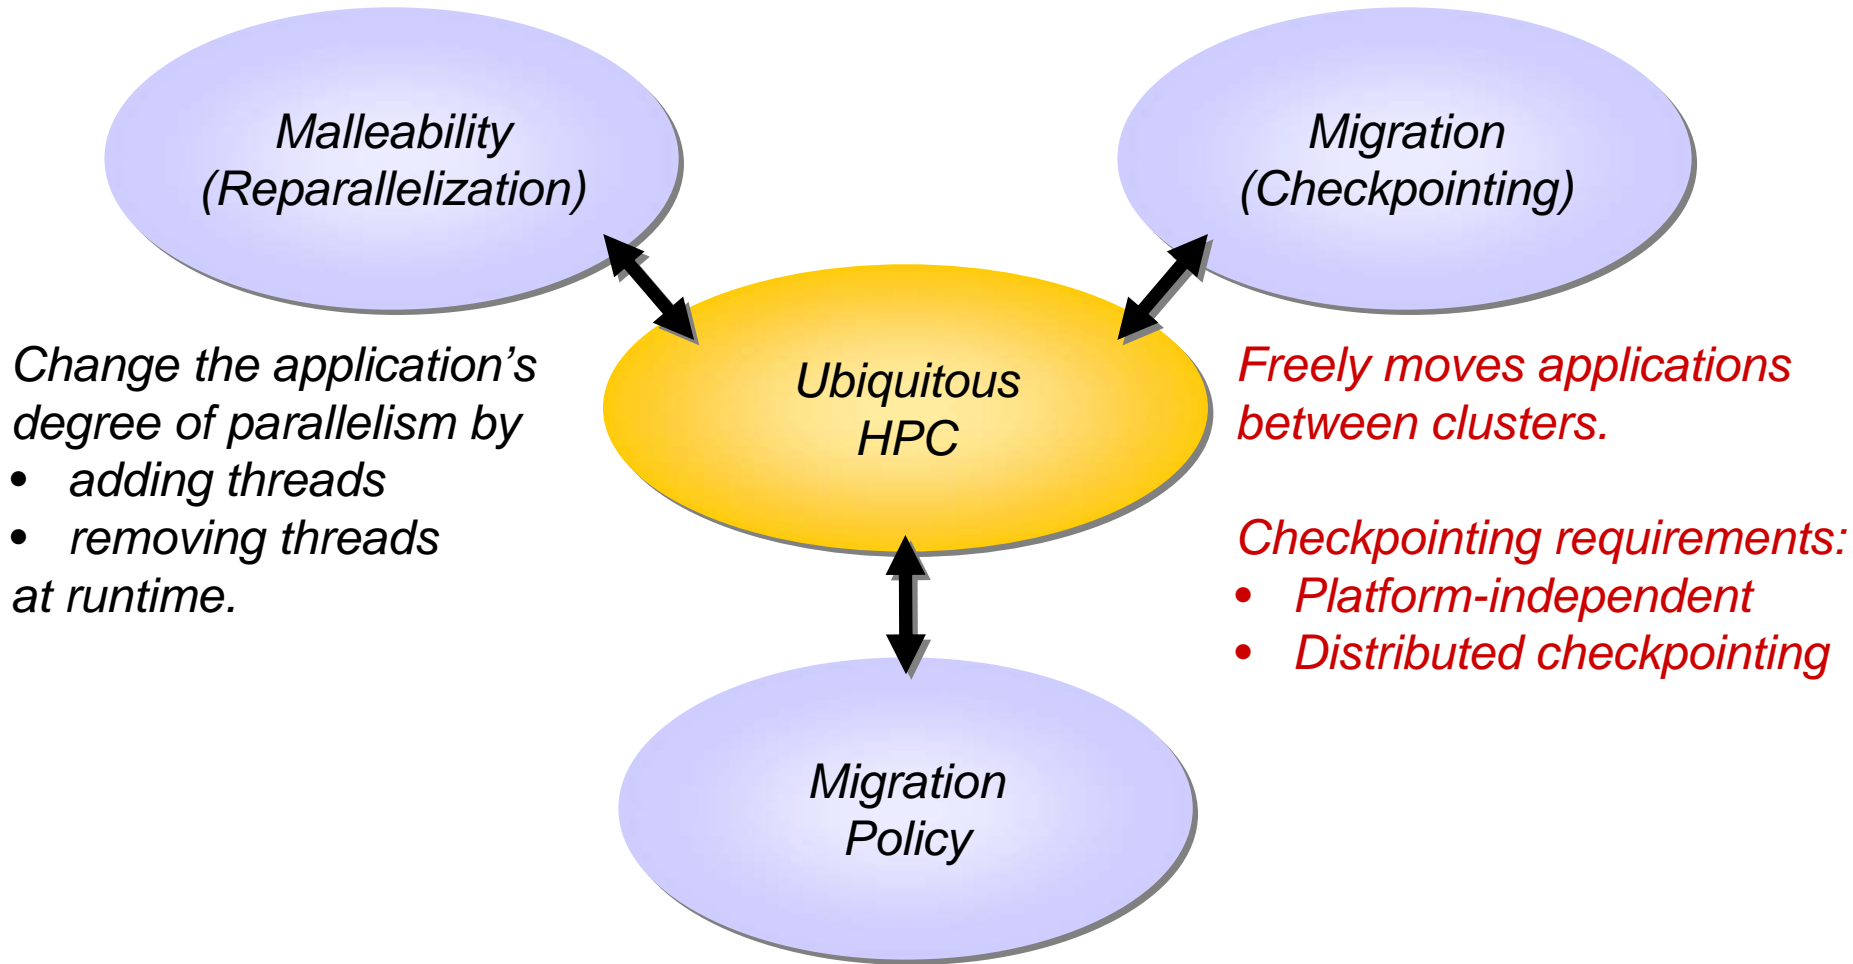 Malleability
(Reparallelization)
Migration
(Checkpointing)
Change the application’s
degree of parallelism by
• adding threads
• removing threads
at runtime.
Ubiquitous
HPC
Freely moves applications
between clusters.
Checkpointing requirements:
• Platform-independent
• Distributed checkpointing
Migration
Policy